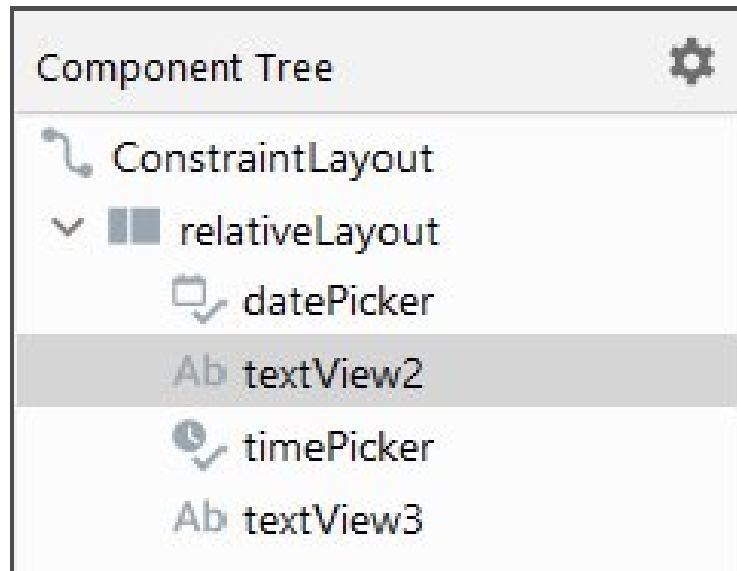 Component Tree
ConstraintLayout
relativeLayout
datePicker
Ab textView2
timePicker
Ab textView3